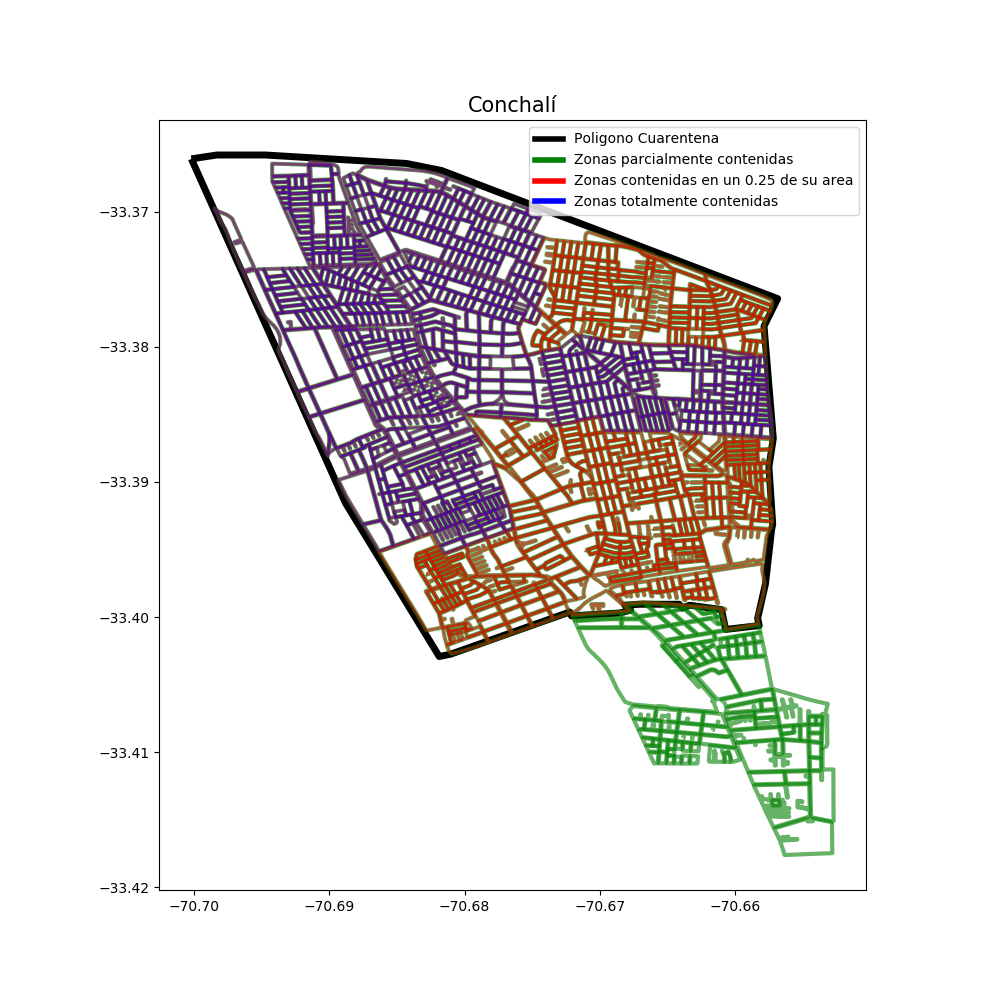 Conchalí
Poligono Cuarentena
Zonas parcialmente contenidas
Zonas contenidas en un 0.25 de su area
Zonas totalmente contenidas
−33.37
−33.38
−33.39
−33.40
−33.41
−33.42
−70.70 −70.69 −70.68 −70.67 −70.66